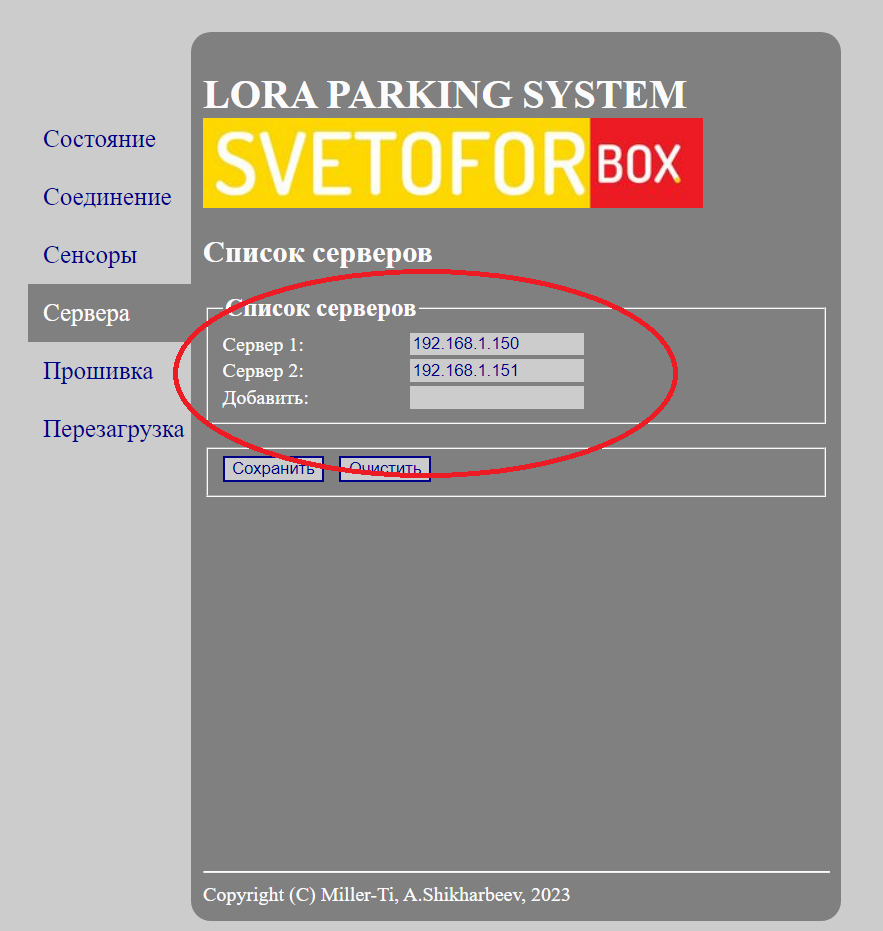 LORA PARKING SYSTEM
SVETOFOR BOX
Состояние
Соединение
Сенсоры
Сервера
Прошивка
Перезагрузка
Список серверов
Список серверов
Сервер 1: 192.168.1.150
Сервер 2: 192.168.1.151
Добавить:
Сохранить Очистить
Copyright (C) Miller-Ti, A.Shikharbeev, 2023